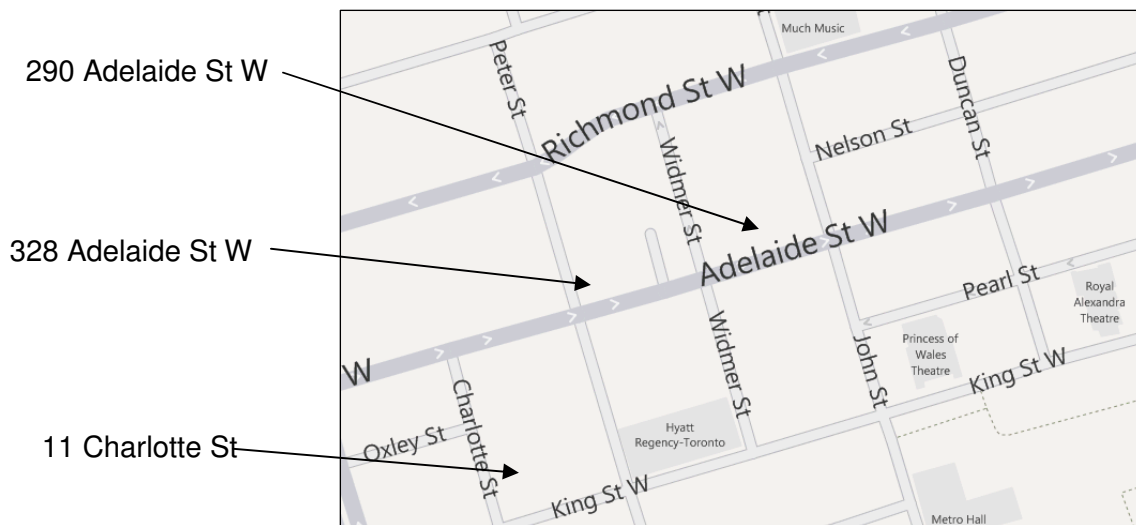 290 Adelaide St W
328 Adelaide St W
11 Charlotte St
Much Music
Peter St
Richmond St W
Duncan St
Nelson St
Widmer St
Adelaide St W
Pearl St
Royal
Alexandra
Theatre
Princess of
Wales
Theatre
W
Widmer St
John St
King St W
Charlotte St
Oxley St
Hyatt
Regency-Toronto
King St W
Metro Hall